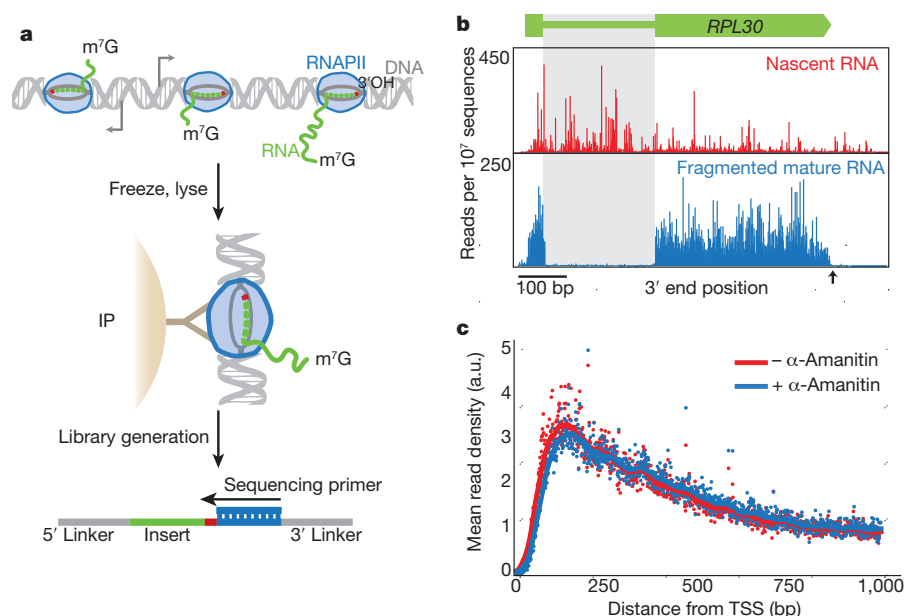 a
m⁷G
RNAPII
DNA
3′OH
m⁷G
RNA
m⁷G
Freeze, lyse
IP
m⁷G
Library generation
Sequencing primer
5′ Linker
Insert
3′ Linker
b
RPL30
450
Nascent RNA
250
Fragmented mature RNA
Reads per 10⁷ sequences
100 bp
3′ end position
c
5
4
3
2
1
0
Mean read density (a.u.)
– α-Amanitin
+ α-Amanitin
0
250
500
750
1,000
Distance from TSS (bp)